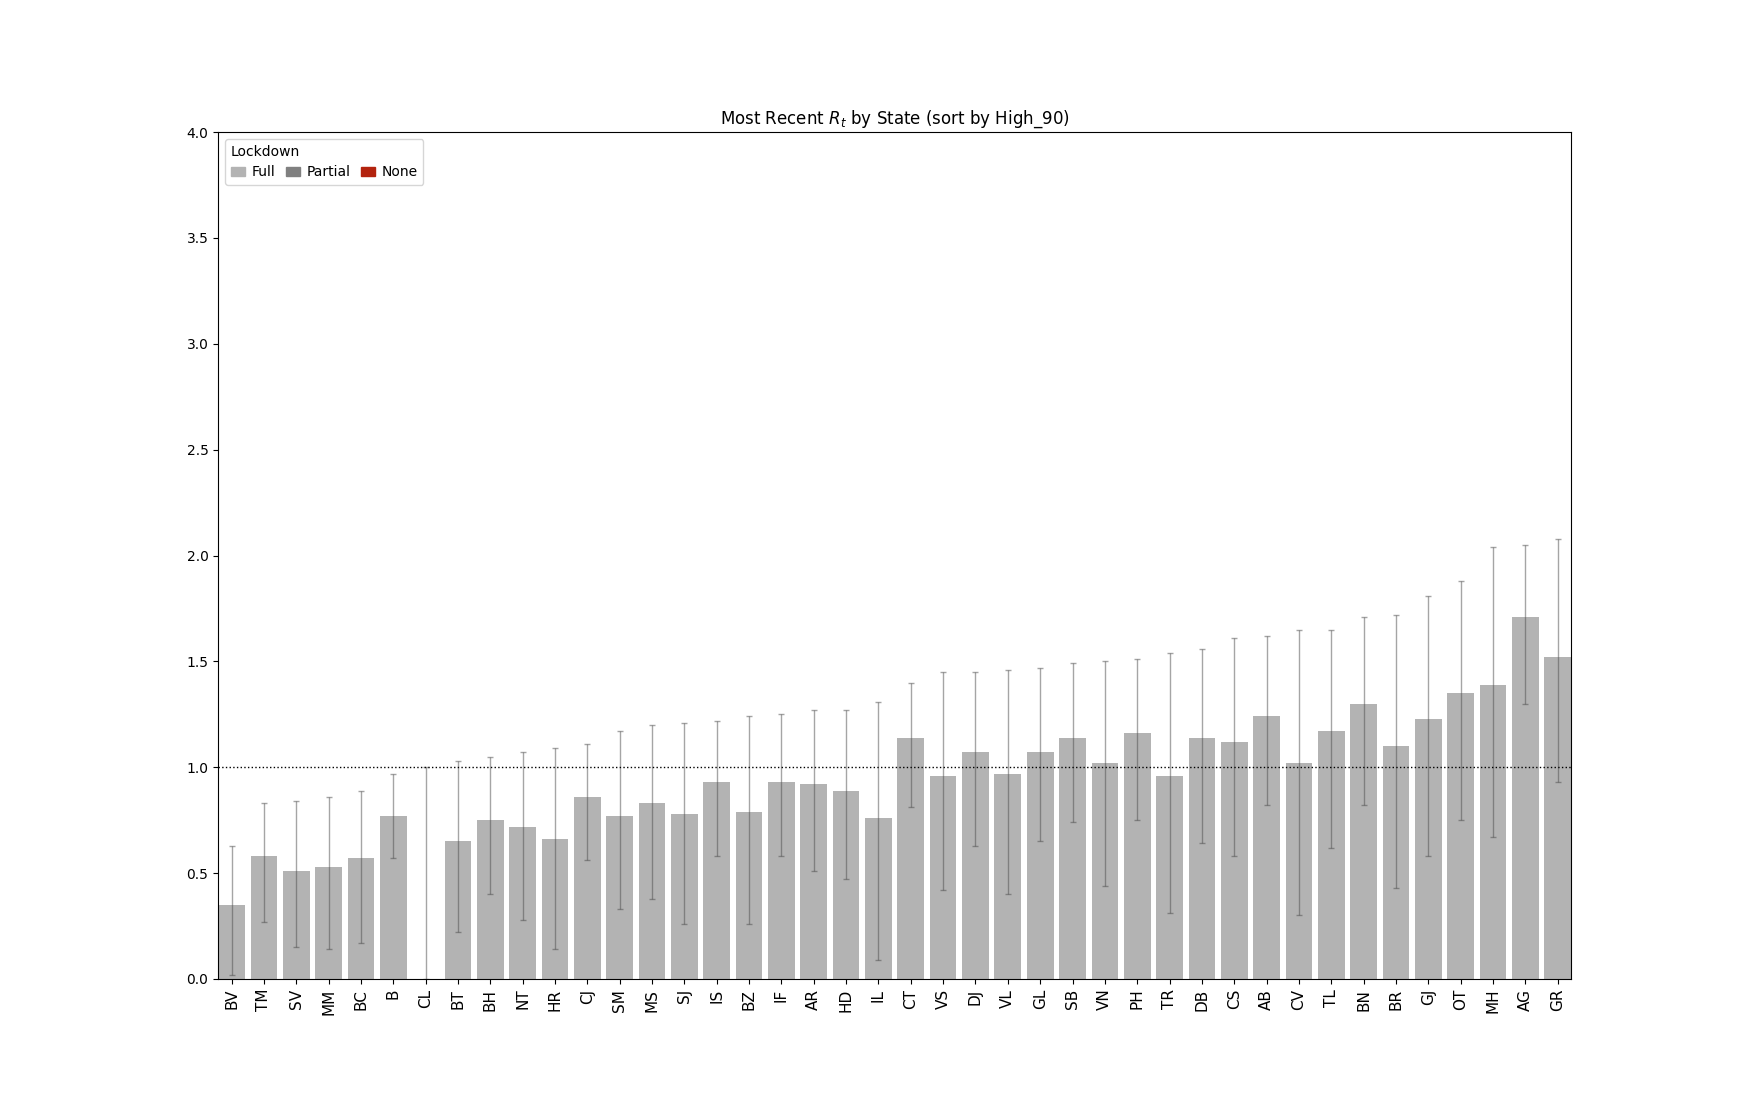 Most Recent R_t by State (sort by High_90)
Lockdown
Full Partial None
4.0
3.5
3.0
2.5
2.0
1.5
1.0
0.5
0.0
BV TM SV MM BC B CL BT BH NT HR CJ SM MS SJ IS BZ IF AR HD IL CT VS DJ VL GL SB VN PH TR DB CS AB CV TL BN BR GJ OT MH AG GR